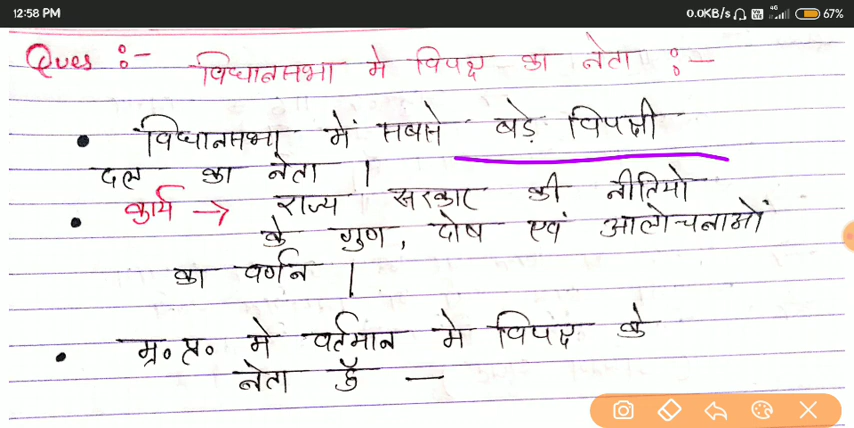 12:58 PM 0.0KB/s 4G 67%
Ques :- विधानसभा मे विपक्ष का नेता :-
• विधानसभा में सबसे बड़े विपक्षी
दल का नेता |
• कार्य → राज्य सरकार की नीतियो
के गुण, दोष एवं आलोचनाओं
का वर्णन |
• म.प्र. मे वर्तमान मे विपक्ष के
नेता डॉ —